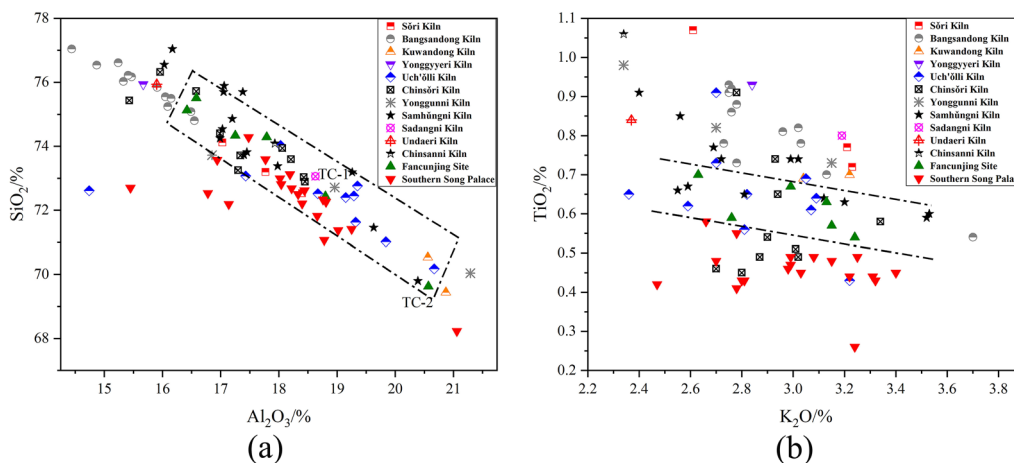 SiO₂/%
78
76
74
72
70
68
15
16
17
18
19
20
21
Al₂O₃/%
Sŏri Kiln
Bangsandong Kiln
Kuwandong Kiln
Yonggyyeri Kiln
Uch'ŏlli Kiln
Chinsŏri Kiln
Yonggunni Kiln
Samhŭngni Kiln
Sadangni Kiln
Undaeri Kiln
Chinsanni Kiln
Fancunjing Site
Southern Song Palace
TC-1
TC-2
(a)
TiO₂/%
1.1
1.0
0.9
0.8
0.7
0.6
0.5
0.4
0.3
0.2
2.2
2.4
2.6
2.8
3.0
3.2
3.4
3.6
3.8
K₂O/%
Sŏri Kiln
Bangsandong Kiln
Kuwandong Kiln
Yonggyyeri Kiln
Uch'ŏlli Kiln
Chinsŏri Kiln
Yonggunni Kiln
Samhŭngni Kiln
Sadangni Kiln
Undaeri Kiln
Chinsanni Kiln
Fancunjing Site
Southern Song Palace
(b)